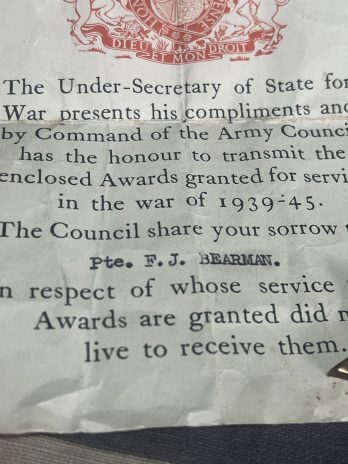 DIEU ET MON DROIT
The Under-Secretary of State for
War presents his compliments and
by Command of the Army Counci
has the honour to transmit the
enclosed Awards granted for servi
in the war of 1939-45.
The Council share your sorrow
Pte. F.J. BEARMAN.
n respect of whose service
Awards are granted did n
live to receive them.